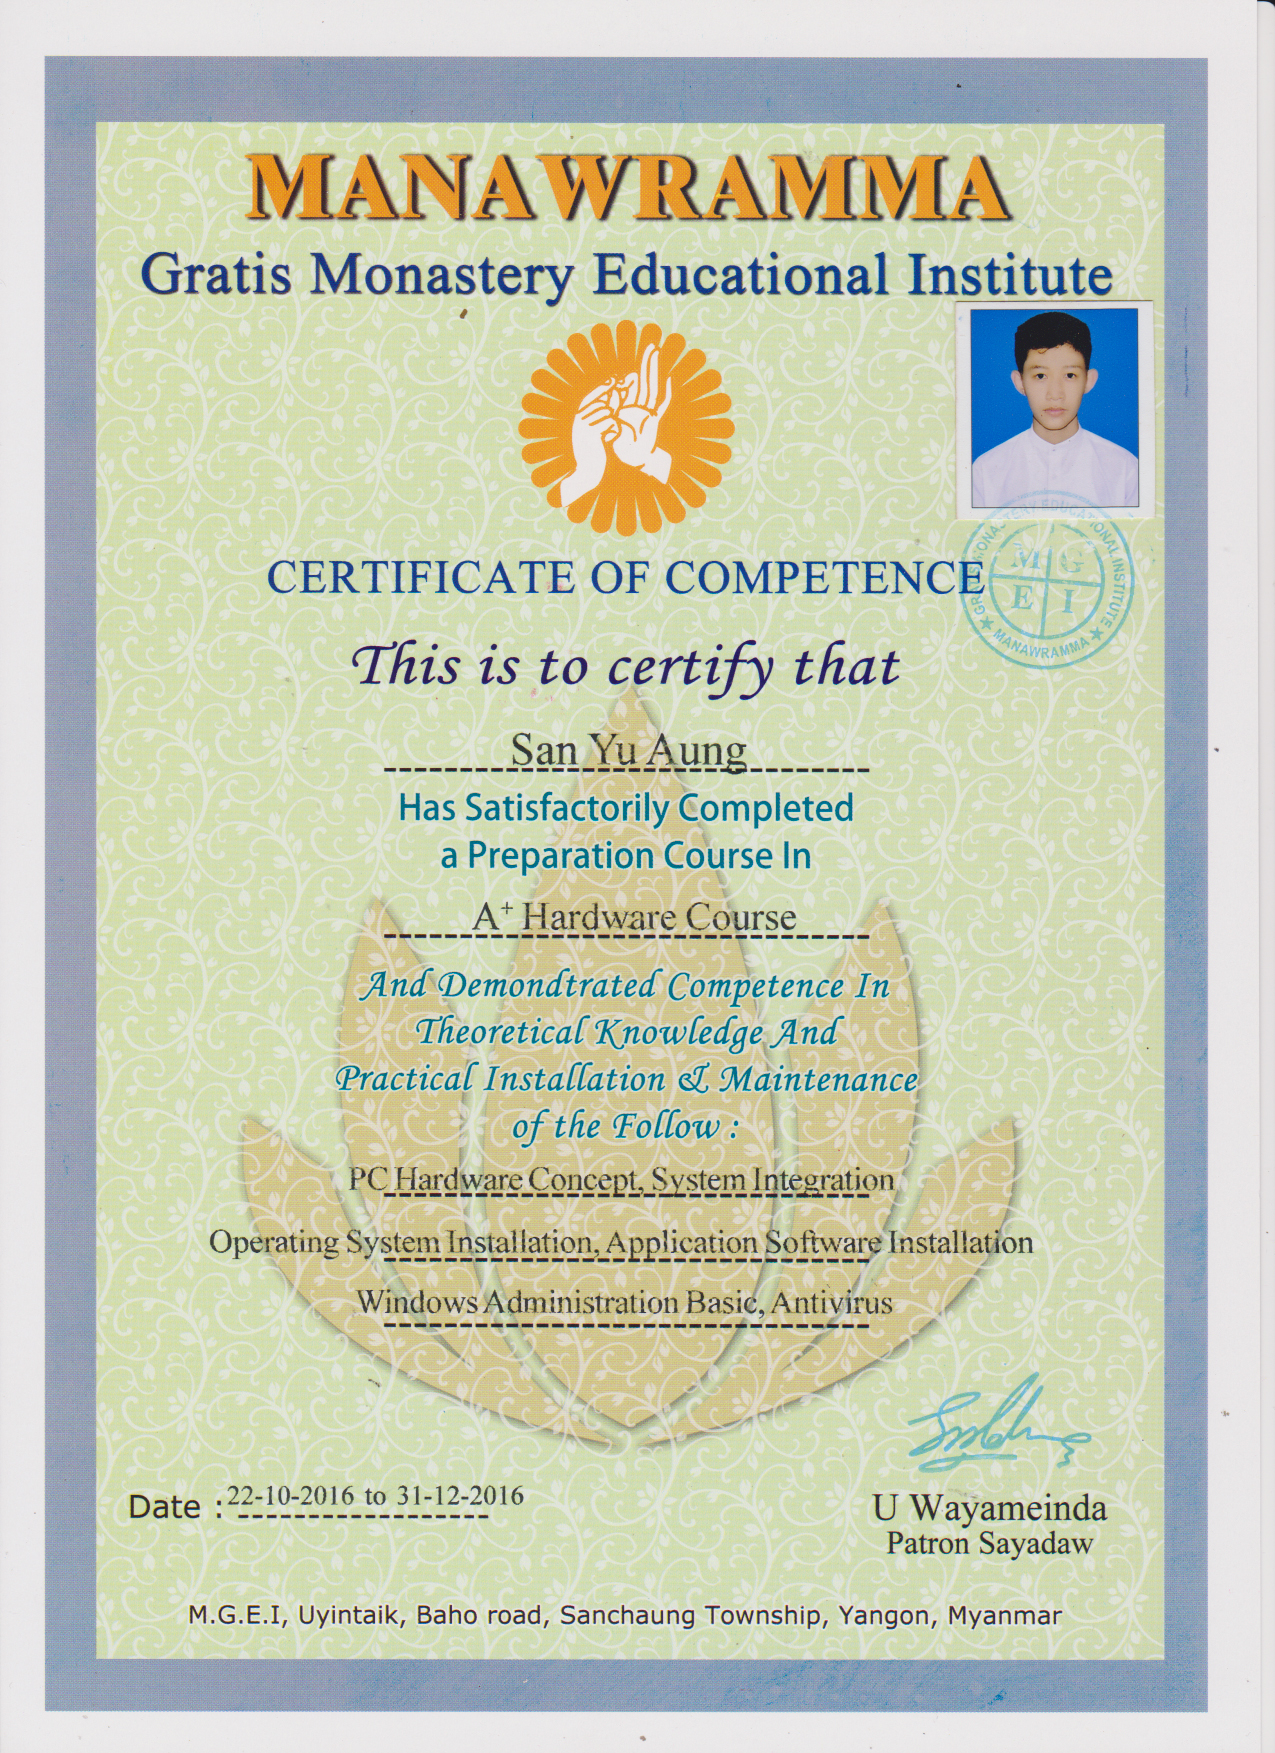 MANAWRAMMA
Gratis Monastery Educational Institute
CERTIFICATE OF COMPETENCE
GRATIS MONASTERY EDUCATIONAL INSTITUTE
M G
E I
★ MANAWRAMMA ★
This is to certify that
San Yu Aung
Has Satisfactorily Completed
a Preparation Course In
A⁺ Hardware Course
And Demondtrated Competence In
Theoretical Knowledge And
Practical Installation & Maintenance
of the Follow :
PC Hardware Concept, System Integration
Operating System Installation, Application Software Installation
Windows Administration Basic, Antivirus
Date : 22-10-2016 to 31-12-2016
U Wayameinda
Patron Sayadaw
M.G.E.I, Uyintaik, Baho road, Sanchaung Township, Yangon, Myanmar